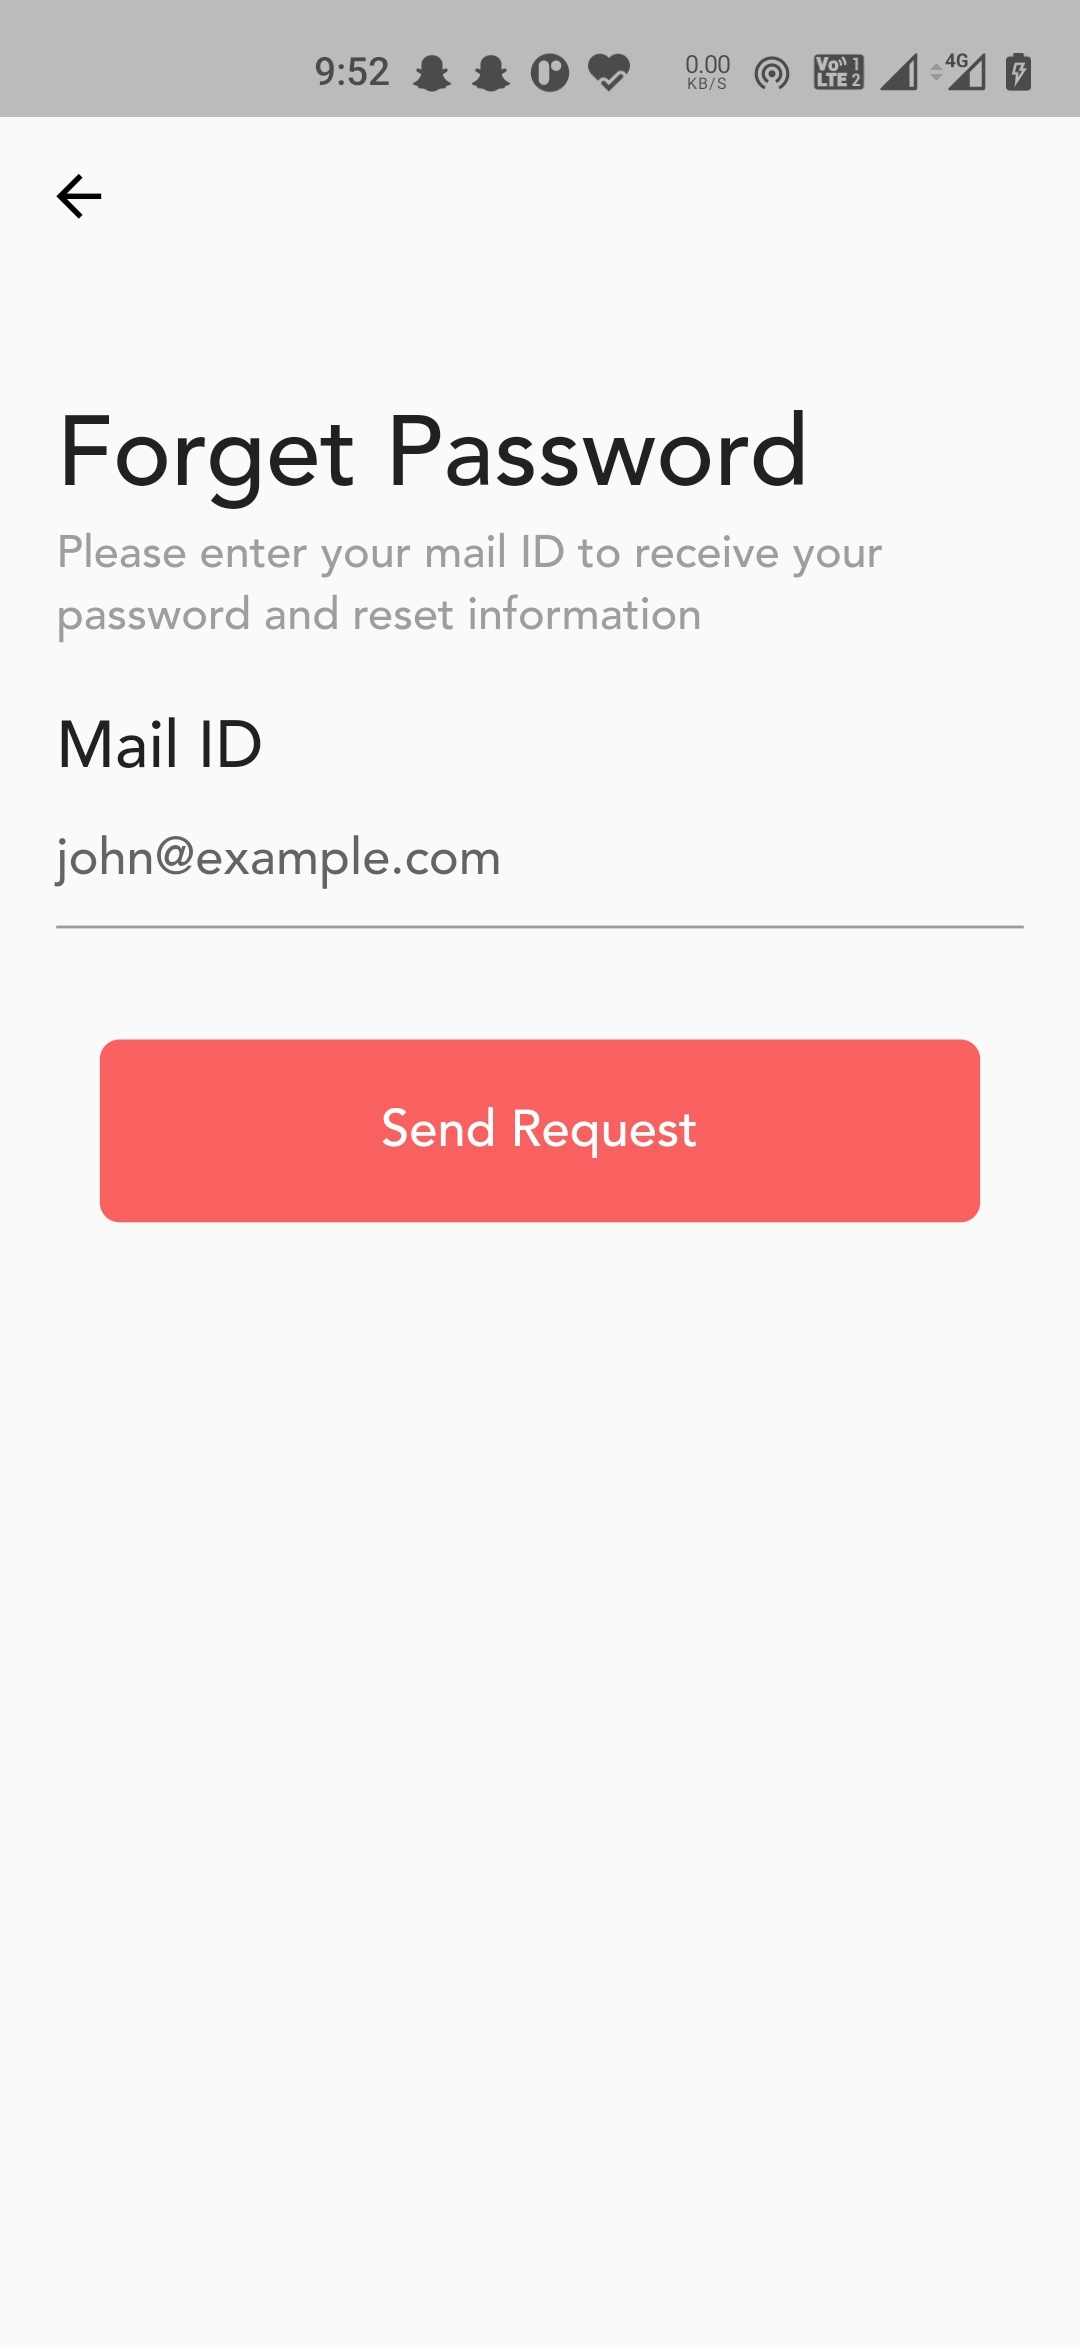 9:52 0.00 KB/S Vo LTE 1 2 4G
Forget Password
Please enter your mail ID to receive your
password and reset information
Mail ID
john@example.com
Send Request